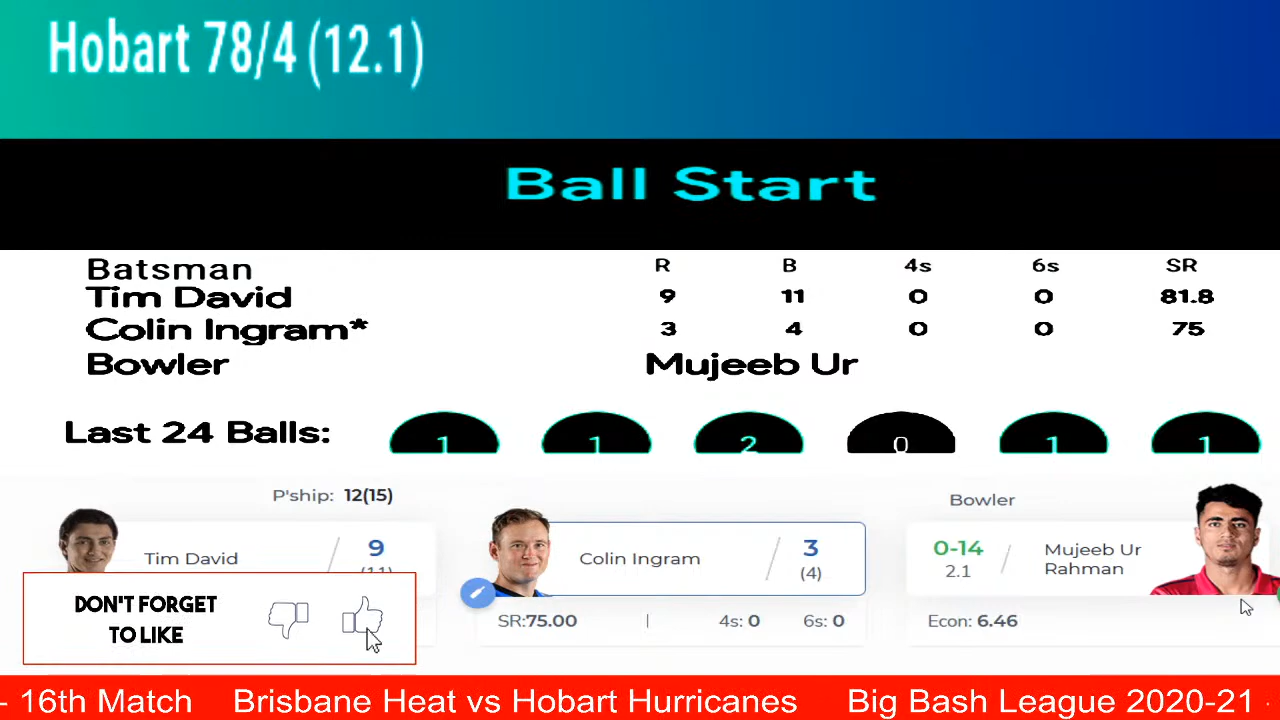 Hobart 78/4 (12.1)
Ball Start
Batsman R B 4s 6s SR
Tim David 9 11 0 0 81.8
Colin Ingram* 3 4 0 0 75
Bowler Mujeeb Ur
Last 24 Balls: 1 1 2 0 1 1
P'ship: 12(15)
Tim David 9
(11)
Colin Ingram 3
(4)
SR:75.00 | 4s: 0 6s: 0
Bowler
0-14
2.1
Mujeeb Ur
Rahman
Econ: 6.46
DON'T FORGET
TO LIKE
- 16th Match Brisbane Heat vs Hobart Hurricanes Big Bash League 2020-21 -